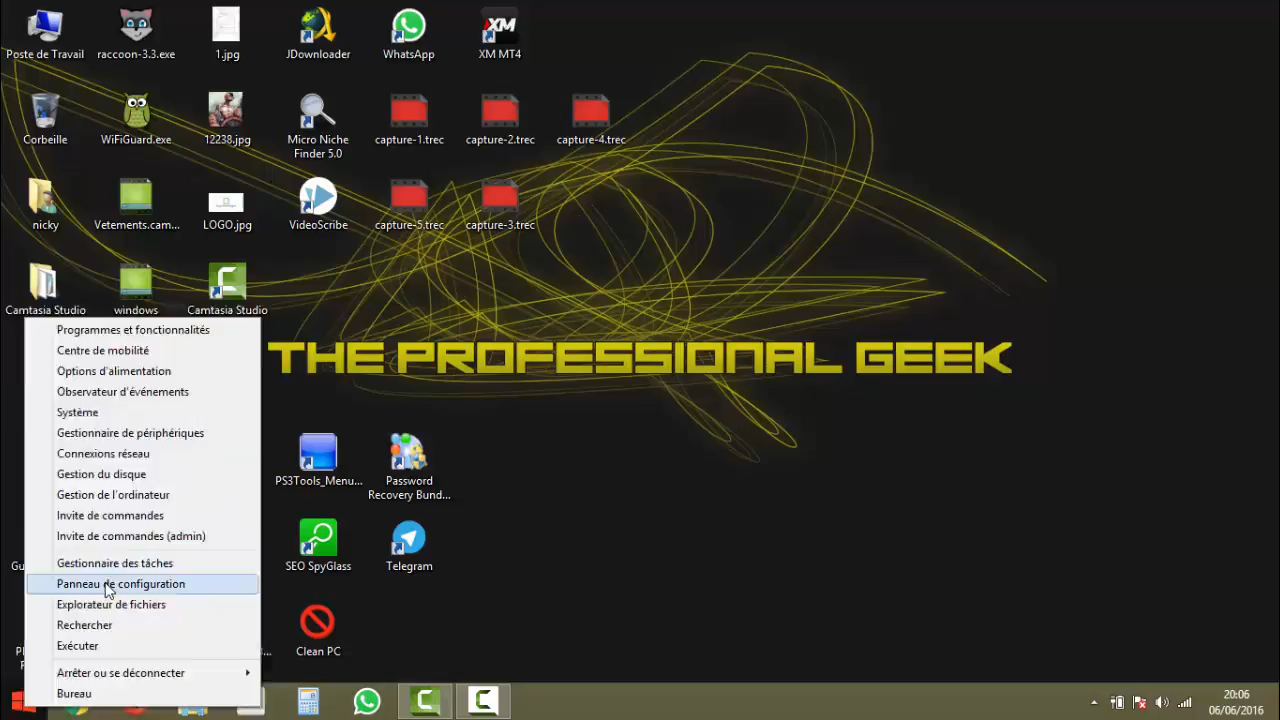 Poste de Travail
raccoon-3.3.exe
1.jpg
JDownloader
WhatsApp
XM
XM MT4
Corbeille
WiFiGuard.exe
12238.jpg
Micro Niche
Finder 5.0
capture-1.trec
capture-2.trec
capture-4.trec
nicky
Vetements.cam...
LOGO.jpg
VideoScribe
capture-5.trec
capture-3.trec
Camtasia Studio
windows
Camtasia Studio
THE PROFESSIONAL GEEK
Programmes et fonctionnalités
Centre de mobilité
Options d'alimentation
Observateur d'événements
Système
Gestionnaire de périphériques
Connexions réseau
Gestion du disque
Gestion de l'ordinateur
Invite de commandes
Invite de commandes (admin)
Gestionnaire des tâches
Panneau de configuration
Explorateur de fichiers
Rechercher
Exécuter
Arrêter ou se déconnecter
Bureau
PS3Tools_Menu...
Password
Recovery Bund...
SEO SpyGlass
Telegram
Clean PC
20:06
06/06/2016